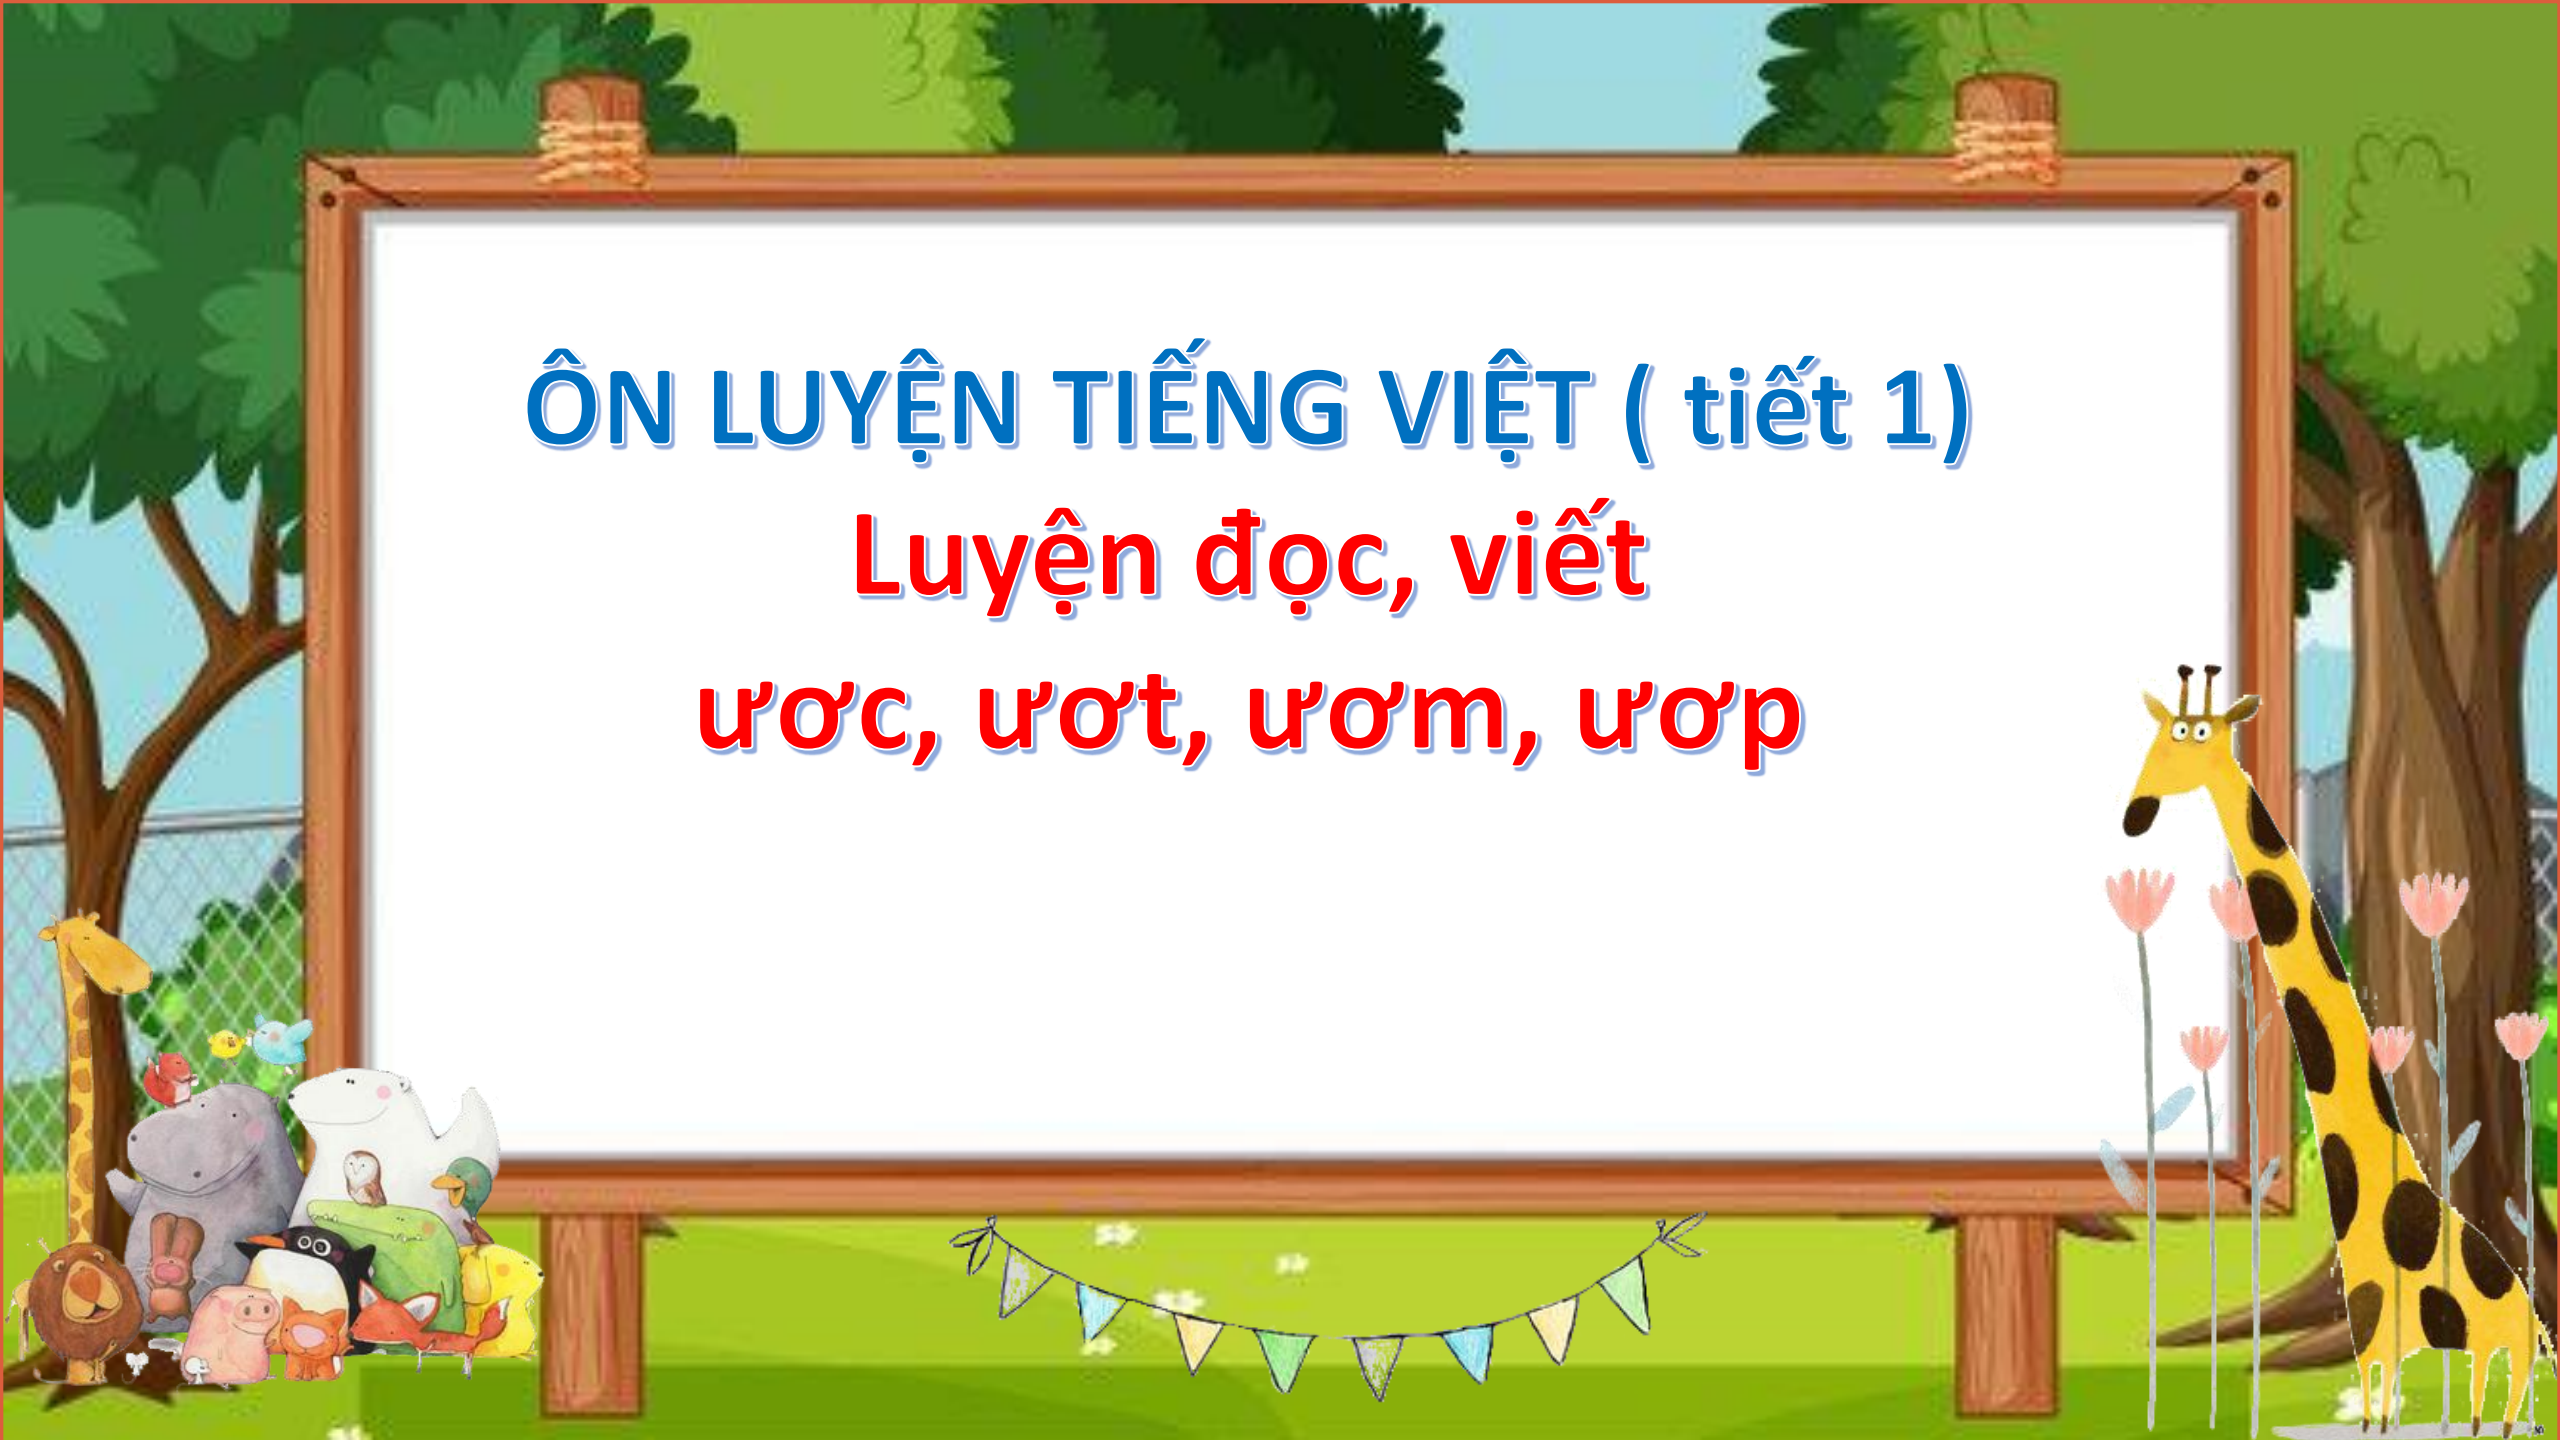 ÔN LUYỆN TIẾNG VIỆT ( tiết 1)
Luyện đọc, viết
ươc, ươt, ươm, ươp